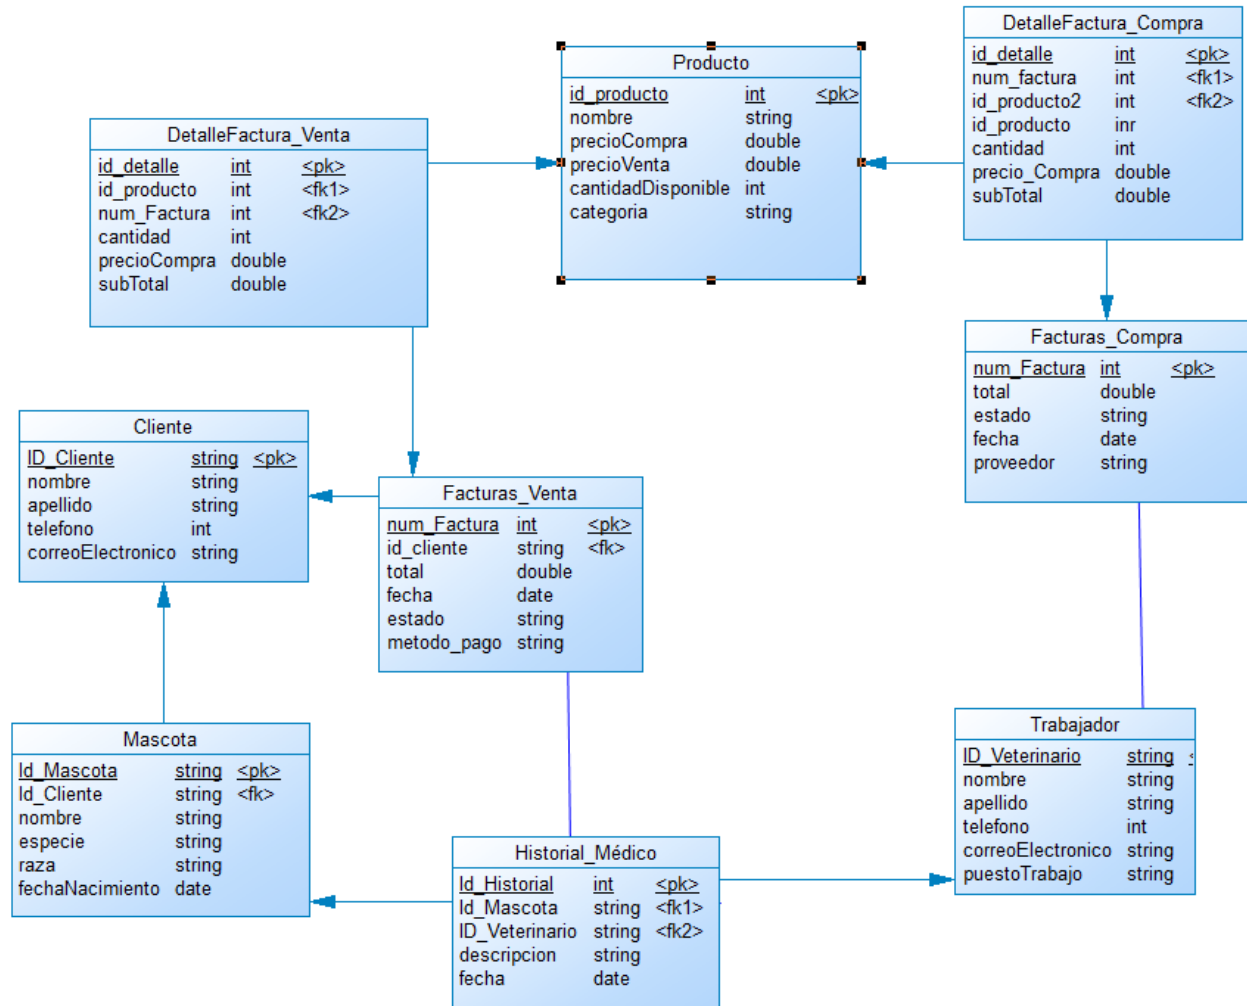 DetalleFactura_Compra
id_detalle int <pk>
num_factura int <fk1>
id_producto2 int <fk2>
id_producto inr
cantidad int
precio_Compra double
subTotal double
Producto
id_producto int <pk>
nombre string
precioCompra double
precioVenta double
cantidadDisponible int
categoria string
DetalleFactura_Venta
id_detalle int <pk>
id_producto int <fk1>
num_Factura int <fk2>
cantidad int
precioCompra double
subTotal double
Facturas_Compra
num_Factura int <pk>
total double
estado string
fecha date
proveedor string
Cliente
ID_Cliente string <pk>
nombre string
apellido string
telefono int
correoElectronico string
Facturas_Venta
num_Factura int <pk>
id_cliente string <fk>
total double
fecha date
estado string
metodo_pago string
Mascota
Id_Mascota string <pk>
Id_Cliente string <fk>
nombre string
especie string
raza string
fechaNacimiento date
Trabajador
ID_Veterinario string
nombre string
apellido string
telefono int
correoElectronico string
puestoTrabajo string
Historial_Médico
Id_Historial int <pk>
Id_Mascota string <fk1>
ID_Veterinario string <fk2>
descripcion string
fecha date